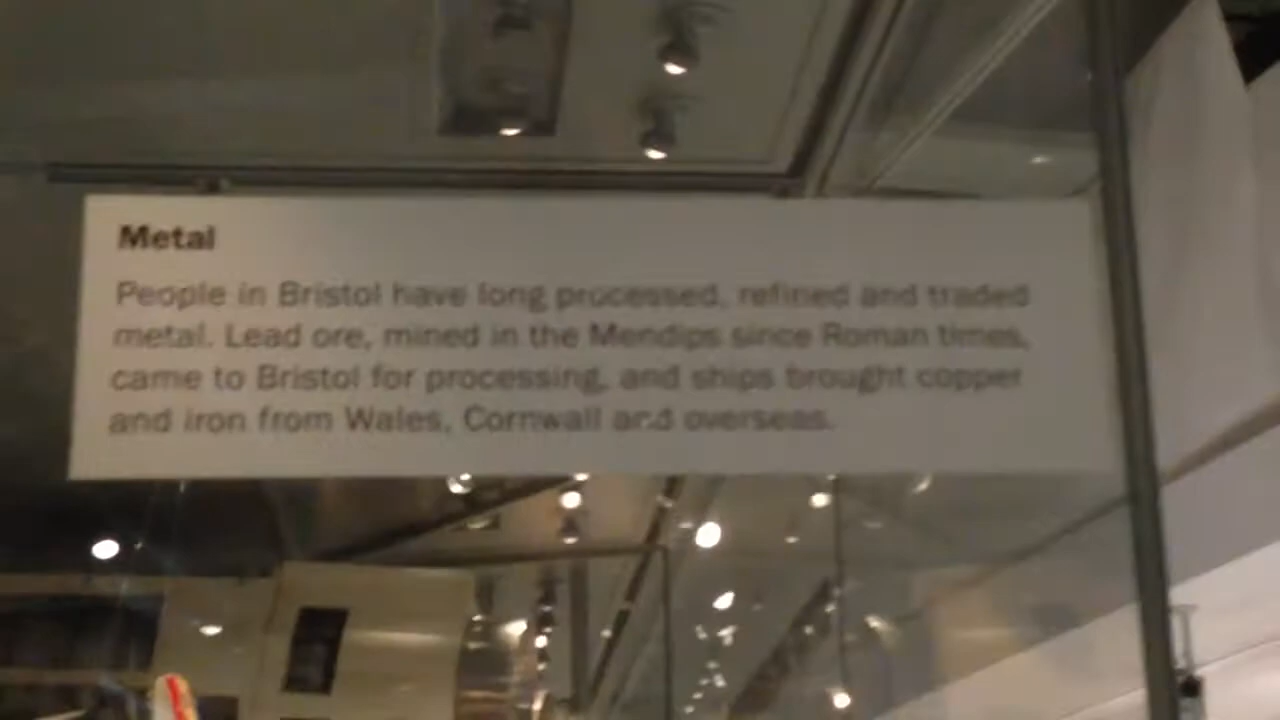 Metal
People in Bristol have long processed, refined and traded
metal. Lead ore, mined in the Mendips since Roman times,
came to Bristol for processing, and ships brought copper
and iron from Wales, Cornwall and overseas.